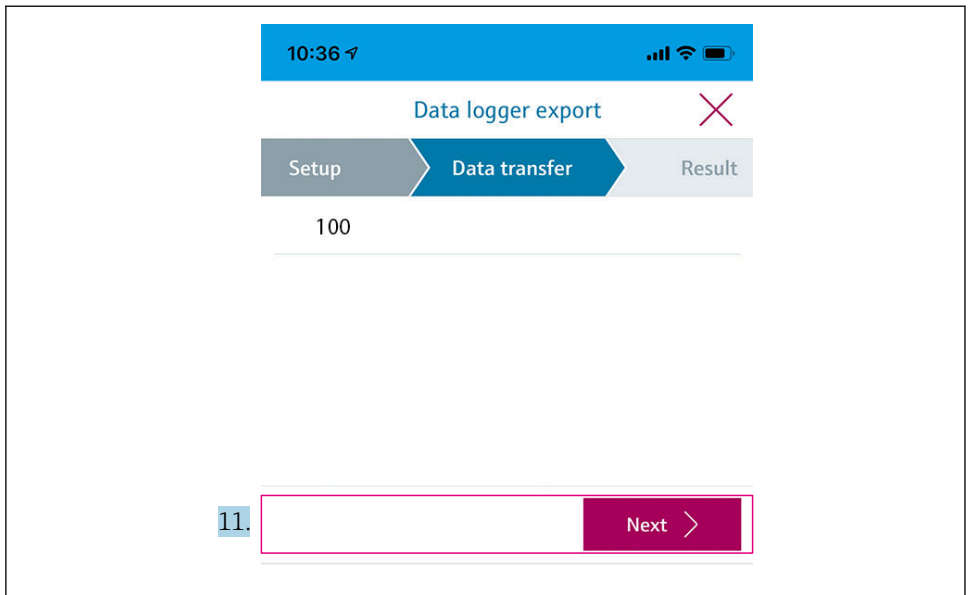 10:36
Data logger export
Setup Data transfer Result
100
11. Next